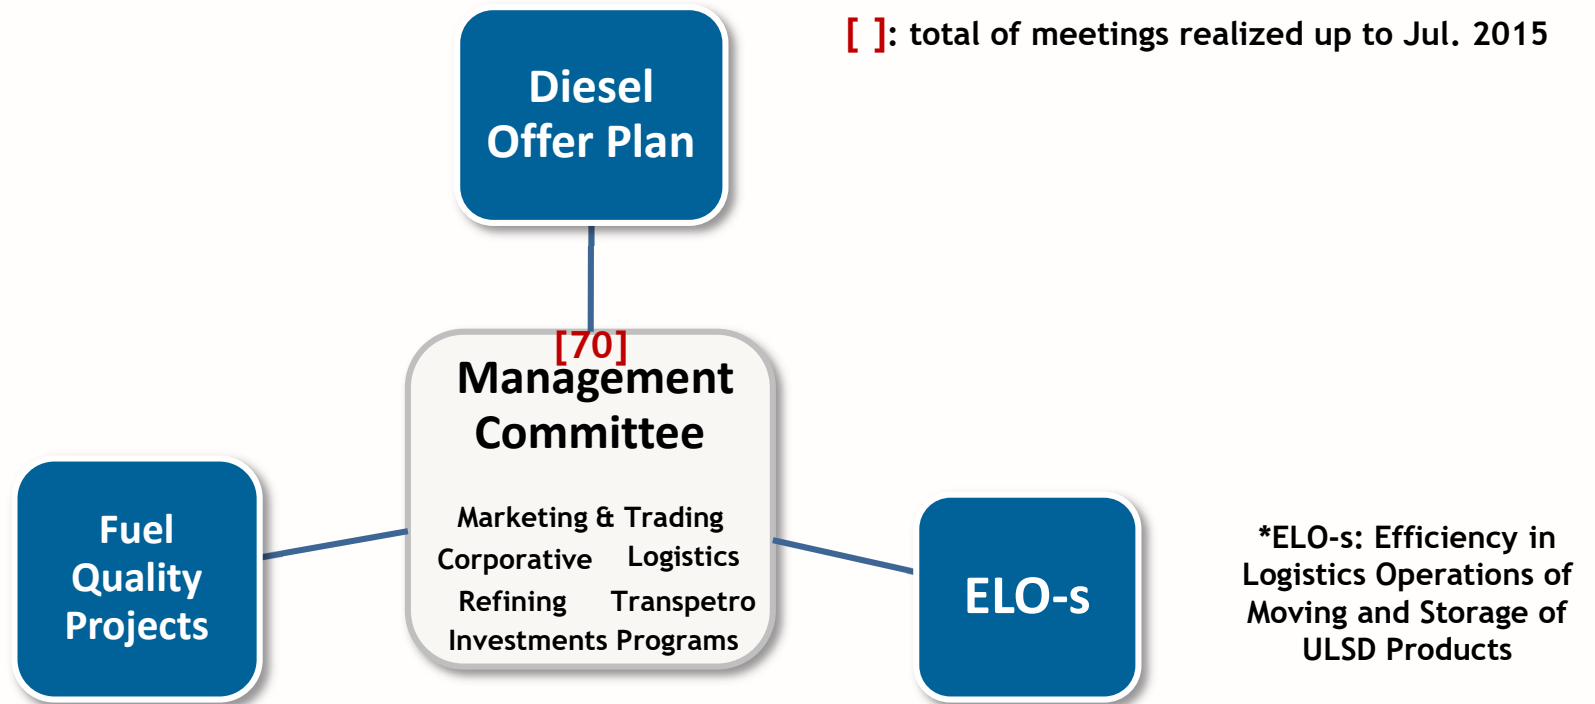 [ ]: total of meetings realized up to Jul. 2015
Diesel
Offer Plan
[70]
Management
Committee
Marketing & Trading
Corporative Logistics
Refining Transpetro
Investments Programs
Fuel
Quality
Projects
ELO-s
*ELO-s: Efficiency in
Logistics Operations of
Moving and Storage of
ULSD Products